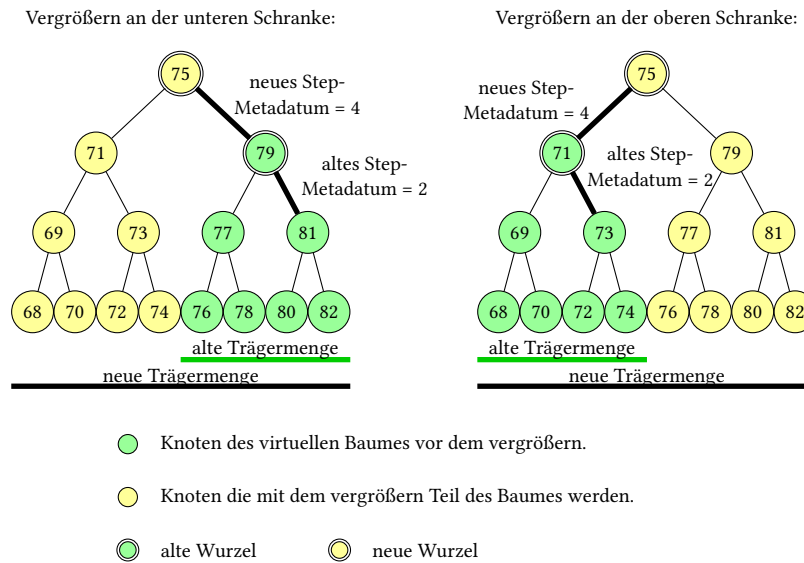 Vergrößern an der unteren Schranke:
75
neues Step-
Metadatum = 4
71
79
altes Step-
Metadatum = 2
69
73
77
81
68
70
72
74
76
78
80
82
alte Trägermenge
neue Trägermenge
Vergrößern an der oberen Schranke:
75
neues Step-
Metadatum = 4
71
altes Step-
Metadatum = 2
79
69
73
77
81
68
70
72
74
76
78
80
82
alte Trägermenge
neue Trägermenge
Knoten des virtuellen Baumes vor dem vergrößern.
Knoten die mit dem vergrößern Teil des Baumes werden.
alte Wurzel
neue Wurzel